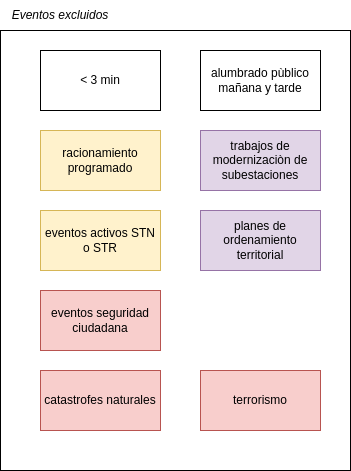 Eventos excluidos
< 3 min
alumbrado pùblico
mañana y tarde
racionamiento
programado
trabajos de
modernizaciòn de
subestaciones
eventos activos STN
o STR
planes de
ordenamiento
territorial
eventos seguridad
ciudadana
catastrofes naturales
terrorismo